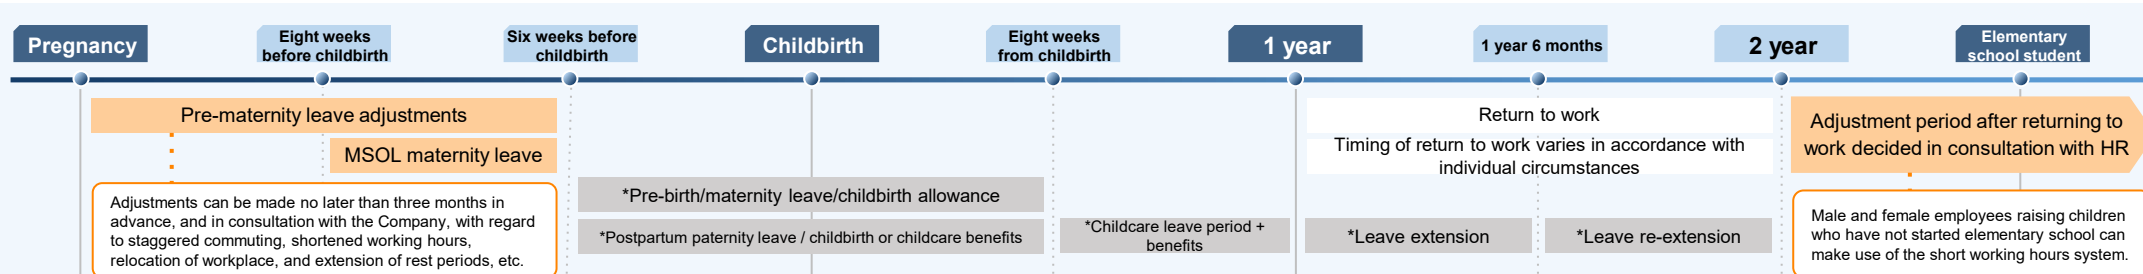 Pregnancy
Eight weeks
before childbirth
Six weeks before
childbirth
Childbirth
Eight weeks
from childbirth
1 year
1 year 6 months
2 year
Elementary
school student
Pre-maternity leave adjustments
MSOL maternity leave
Adjustments can be made no later than three months in
advance, and in consultation with the Company, with regard
to staggered commuting, shortened working hours,
relocation of workplace, and extension of rest periods, etc.
*Pre-birth/maternity leave/childbirth allowance
*Postpartum paternity leave / childbirth or childcare benefits
*Childcare leave period +
benefits
Return to work
Timing of return to work varies in accordance with
individual circumstances
*Leave extension
*Leave re-extension
Adjustment period after returning to
work decided in consultation with HR
Male and female employees raising children
who have not started elementary school can
make use of the short working hours system.